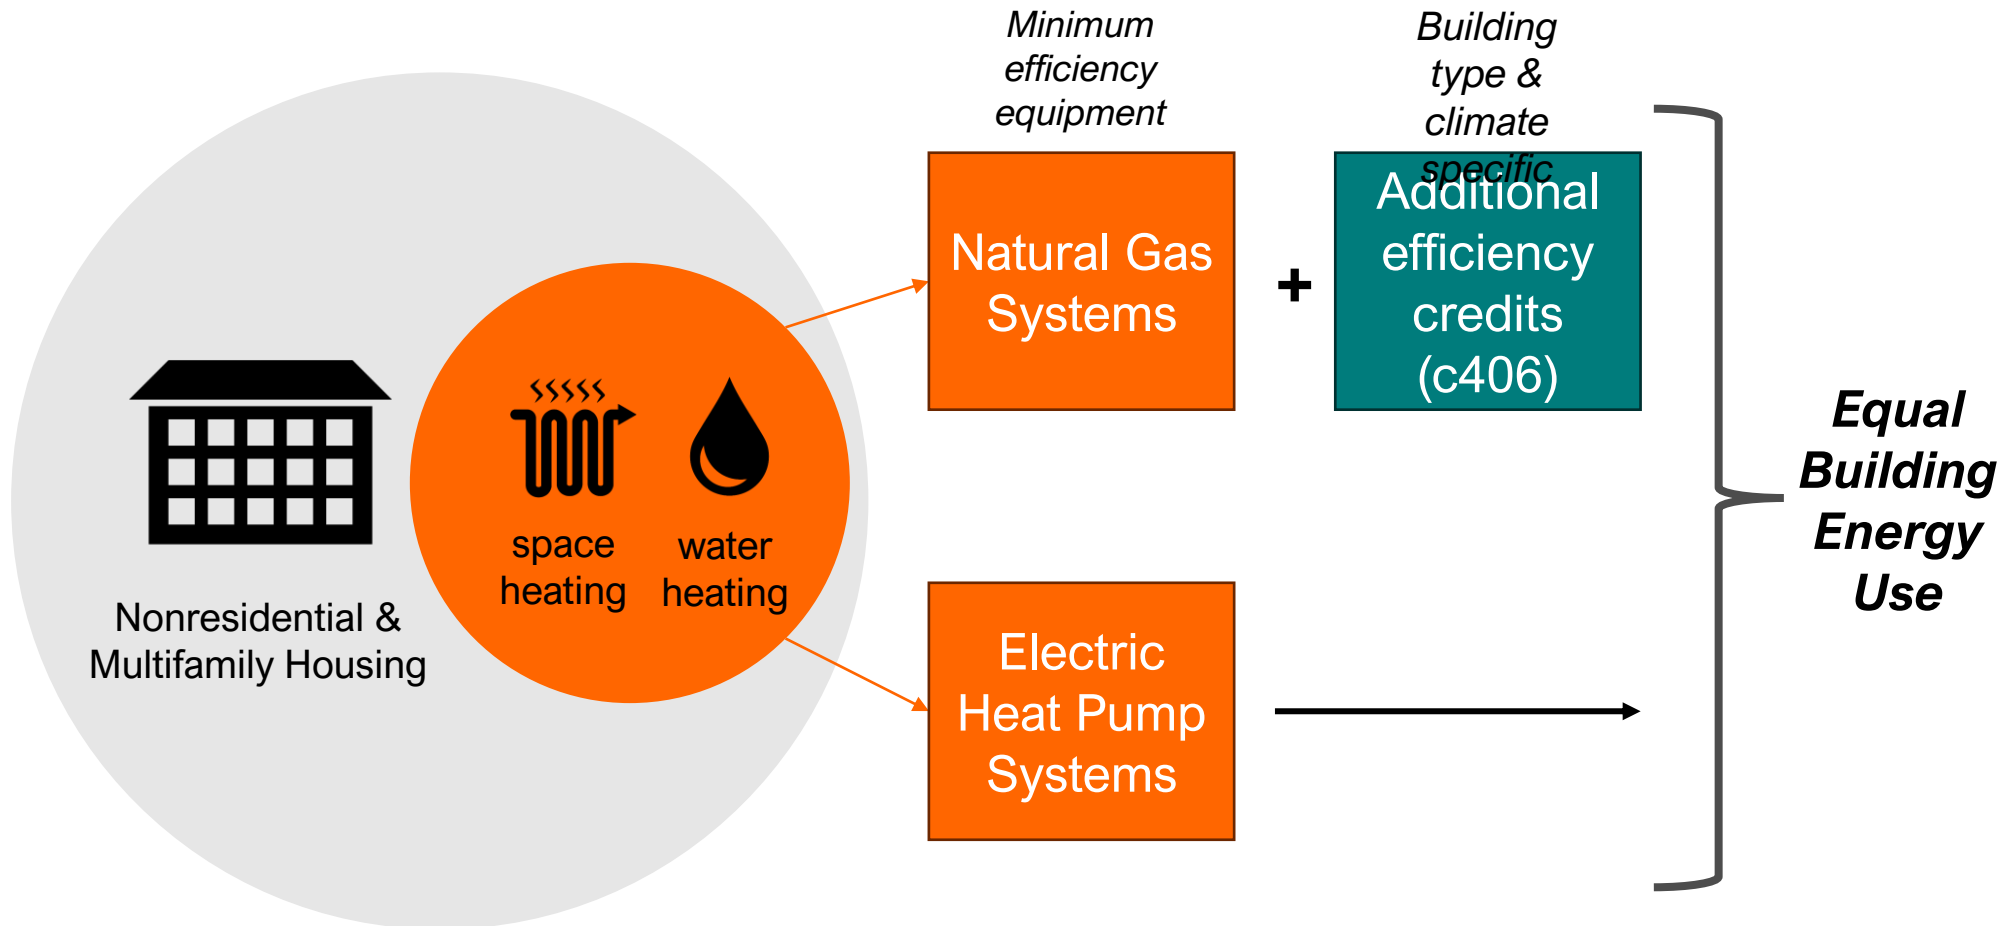 Minimum
efficiency
equipment
Building
type &
climate
specific
Natural Gas
Systems
+
Additional
efficiency
credits
(c406)
space
heating
water
heating
Nonresidential &
Multifamily Housing
Electric
Heat Pump
Systems
Equal
Building
Energy
Use